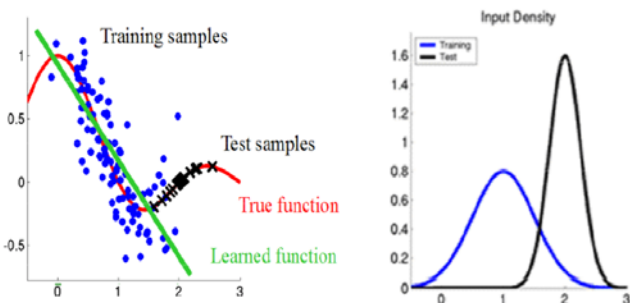 Training samples
1
0.5
0
-0.5
0 1 2 3
Test samples
True function
Learned function
Input Density
Training
Test
1.6
1.4
1.2
1
0.8
0.6
0.4
0.2
0
0 1 2 3